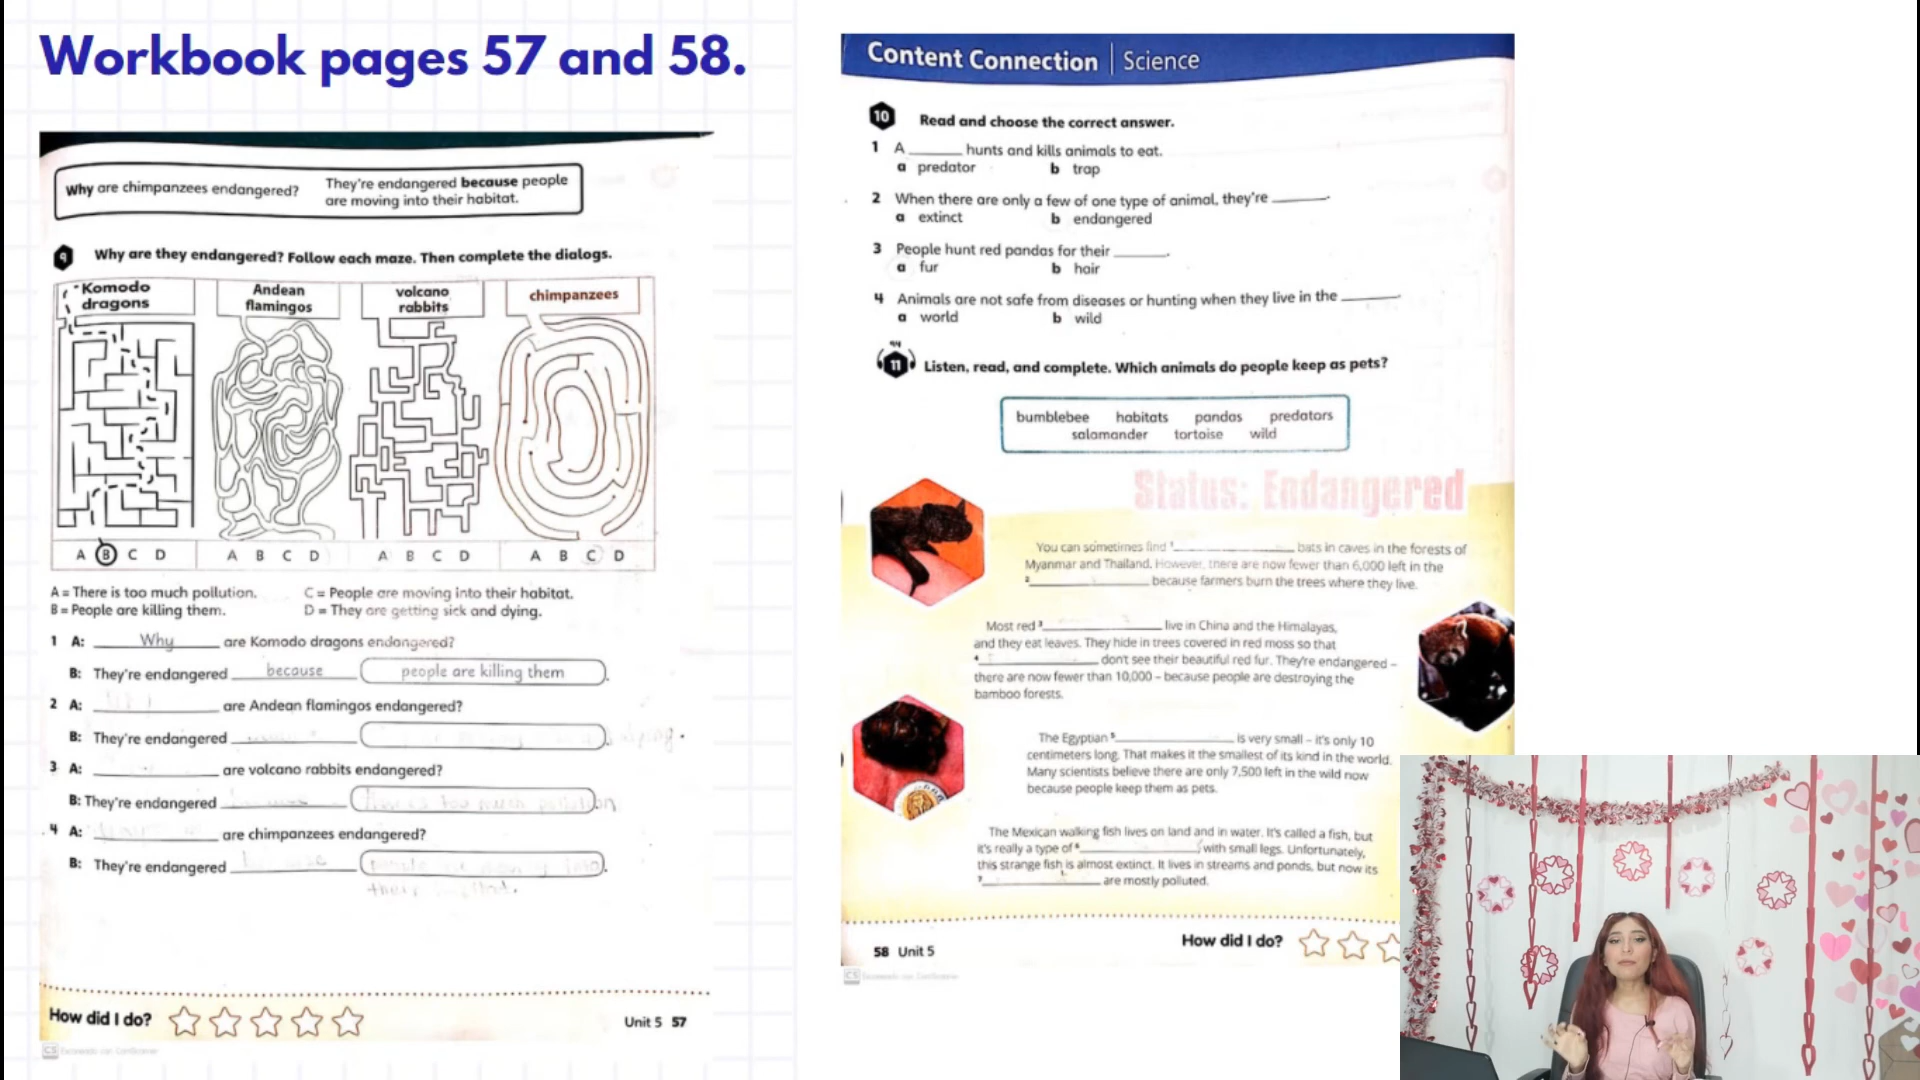 Workbook pages 57 and 58.
Why are chimpanzees endangered?
They're endangered because people
are moving into their habitat.
9 Why are they endangered? Follow each maze. Then complete the dialogs.
Komodo
dragons
Andean
flamingos
volcano
rabbits
chimpanzees
A B C D
A B C D
A B C D
A B C D
A = There is too much pollution.
B = People are killing them.
C = People are moving into their habitat.
D = They are getting sick and dying.
1 A: Why are Komodo dragons endangered?
B: They're endangered because people are killing them.
2 A: are Andean flamingos endangered?
B: They're endangered
3 A: are volcano rabbits endangered?
B: They're endangered too much pollution
4 A: are chimpanzees endangered?
B: They're endangered
How did I do?
Unit 5 57
Content Connection | Science
10 Read and choose the correct answer.
1 A ______ hunts and kills animals to eat.
a predator b trap
2 When there are only a few of one type of animal, they're ______.
a extinct b endangered
3 People hunt red pandas for their ______.
a fur b hair
4 Animals are not safe from diseases or hunting when they live in the ______.
a world b wild
11 Listen, read, and complete. Which animals do people keep as pets?
bumblebee habitats pandas predators
salamander tortoise wild
Status: Endangered
You can sometimes find 1______ bats in caves in the forests of
Myanmar and Thailand. However, there are now fewer than 6,000 left in the
2______ because farmers burn the trees where they live.
Most red 3______ live in China and the Himalayas,
and they eat leaves. They hide in trees covered in red moss so that
4______ don't see their beautiful red fur. They're endangered –
there are now fewer than 10,000 – because people are destroying the
bamboo forests.
The Egyptian 5______ is very small – it's only 10
centimeters long. That makes it the smallest of its kind in the world.
Many scientists believe there are only 7,500 left in the wild now
because people keep them as pets.
The Mexican walking fish lives on land and in water. It's called a fish, but
it's really a type of 6______ with small legs. Unfortunately,
this strange fish is almost extinct. It lives in streams and ponds, but now its
7______ are mostly polluted.
58 Unit 5
How did I do?